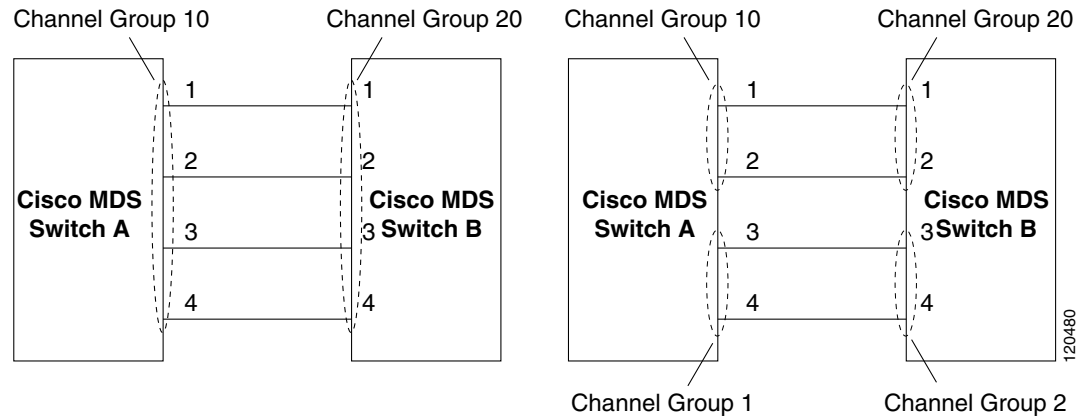 Channel Group 10
Channel Group 20
1
1
2
2
Cisco MDS
Switch A
Cisco MDS
Switch B
3
3
4
4
Channel Group 10
Channel Group 20
1
1
2
2
Cisco MDS
Switch A
Cisco MDS
Switch B
3
3
4
4
Channel Group 1
Channel Group 2
120480